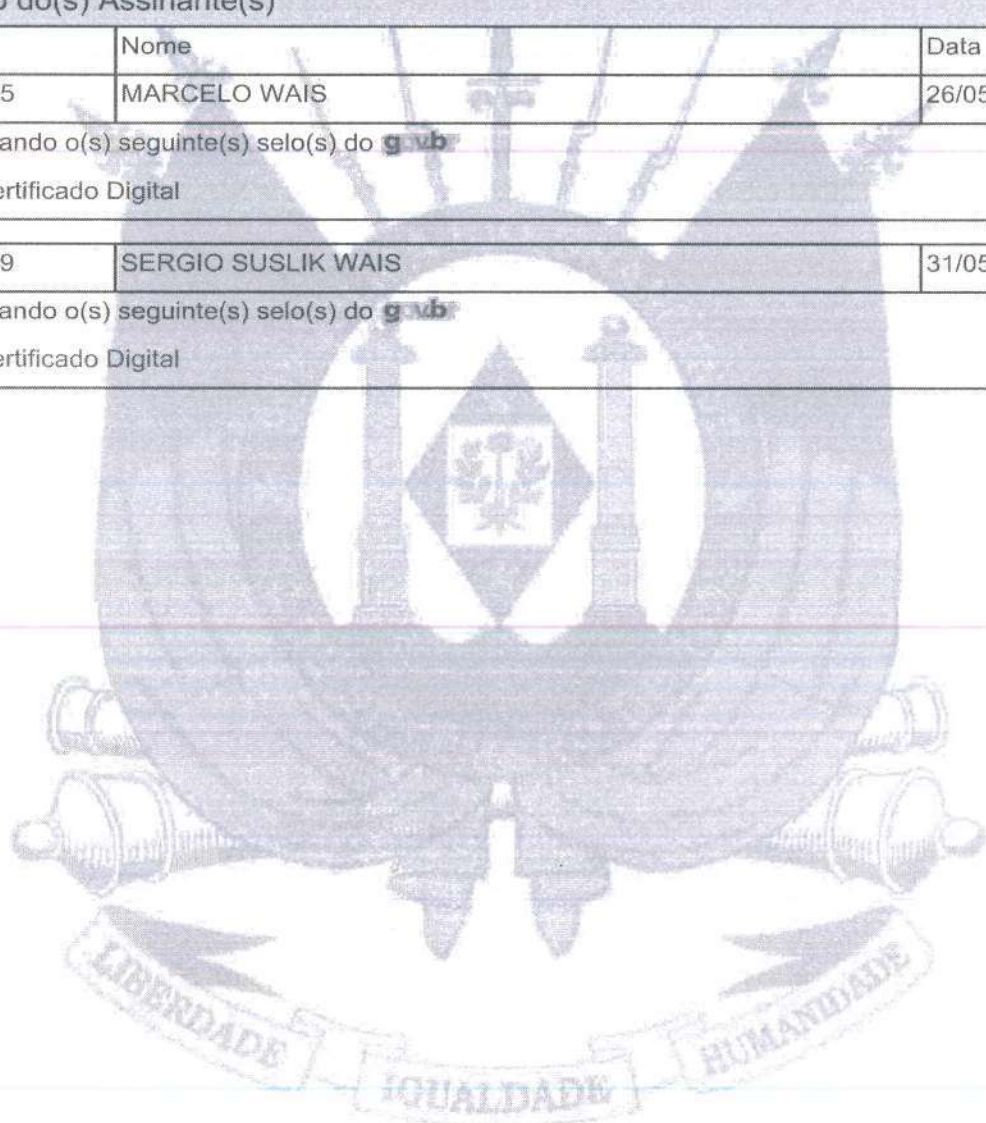 do(s) Assinante(s)
Nome Data
5 MARCELO WAIS 26/05
ando o(s) seguinte(s) selo(s) do
ertificado Digital
9 SERGIO SUSLIK WAIS 31/05
ando o(s) seguinte(s) selo(s) do
ertificado Digital
LIBERDADE IGUALDADE HUMANIDADE